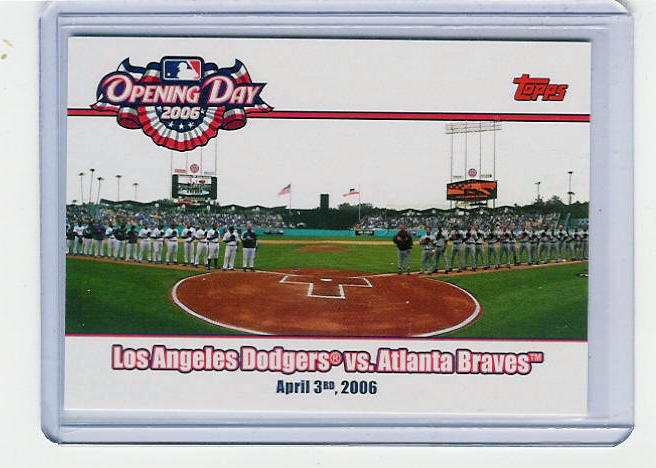 OPENING DAY
2006
Topps
Los Angeles Dodgers® vs. Atlanta Braves™
April 3RD, 2006